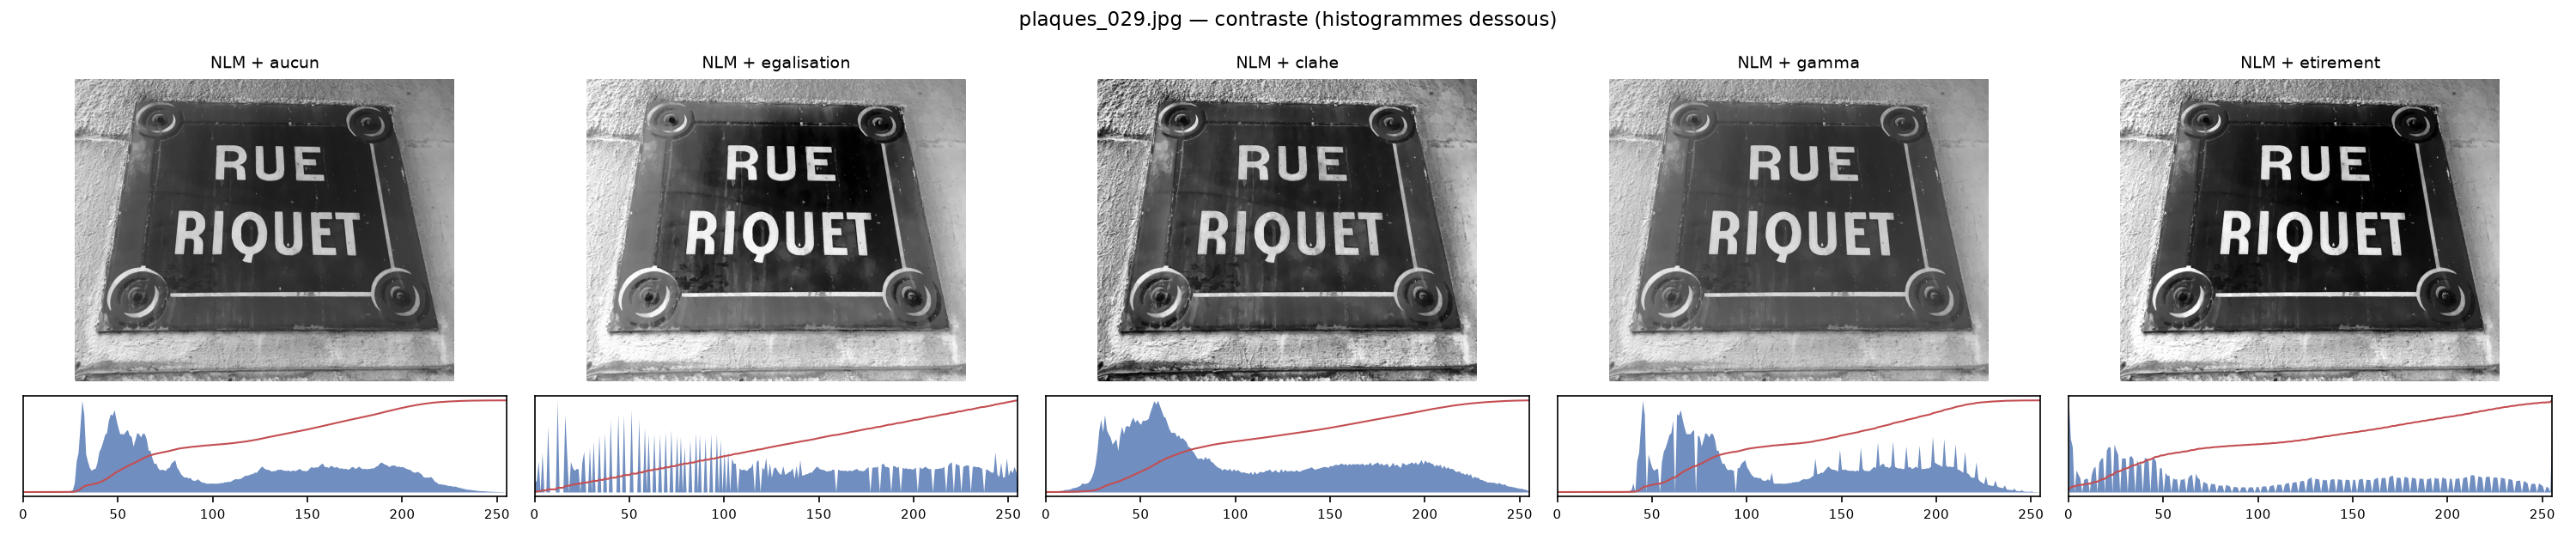 plaques_029.jpg — contraste (histogrammes dessous)
NLM + aucun
RUE
RIQUET
0 50 100 150 200 250
NLM + egalisation
RUE
RIQUET
0 50 100 150 200 250
NLM + clahe
RUE
RIQUET
0 50 100 150 200 250
NLM + gamma
RUE
RIQUET
0 50 100 150 200 250
NLM + etirement
RUE
RIQUET
0 50 100 150 200 250